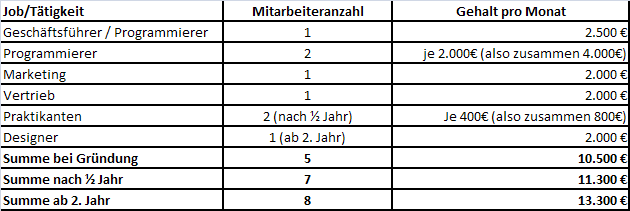 Job/Tätigkeit Mitarbeiteranzahl Gehalt pro Monat
Geschäftsführer / Programmierer 1 2.500 €
Programmierer 2 je 2.000€ (also zusammen 4.000€)
Marketing 1 2.000 €
Vertrieb 1 2.000 €
Praktikanten 2 (nach ½ Jahr) Je 400€ (also zusammen 800€)
Designer 1 (ab 2. Jahr) 2.000 €
Summe bei Gründung 5 10.500 €
Summe nach ½ Jahr 7 11.300 €
Summe ab 2. Jahr 8 13.300 €